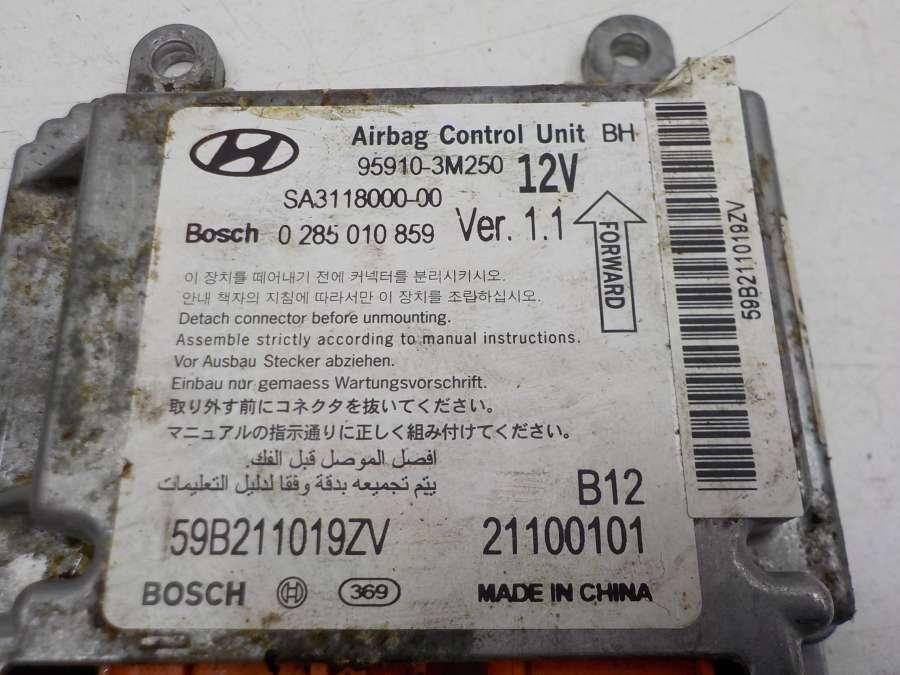 Airbag Control Unit BH
95910-3M250 12V
SA3118000-00
Bosch 0 285 010 859 Ver. 1.1
FORWARD
이 장치를 떼어내기 전에 커넥터를 분리시키시오.
안내 책자의 지침에 따라서만 이 장치를 조립하십시오.
Detach connector before unmounting.
Assemble strictly according to manual instructions.
Vor Ausbau Stecker abziehen.
Einbau nur gemaess Wartungsvorschrift.
取り外す前にコネクタを抜いてください。
マニュアルの指示通りに正しく組み付けてください。
افصل الموصل قبل الفك.
يتم تجميعه بدقة وفقا لدليل التعليمات
B12
59B211019ZV 21100101
BOSCH 369 MADE IN CHINA
59B211019ZV